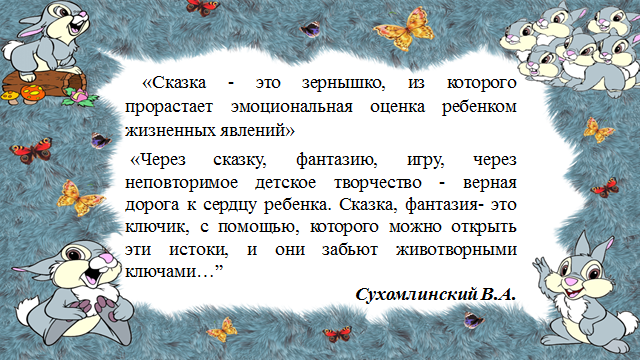 «Сказка - это зернышко, из которого
прорастает эмоциональная оценка ребенком
жизненных явлений»
«Через сказку, фантазию, игру, через
неповторимое детское творчество - верная
дорога к сердцу ребенка. Сказка, фантазия- это
ключик, с помощью, которого можно открыть
эти истоки, и они забьют животворными
ключами…”
Сухомлинский В.А.